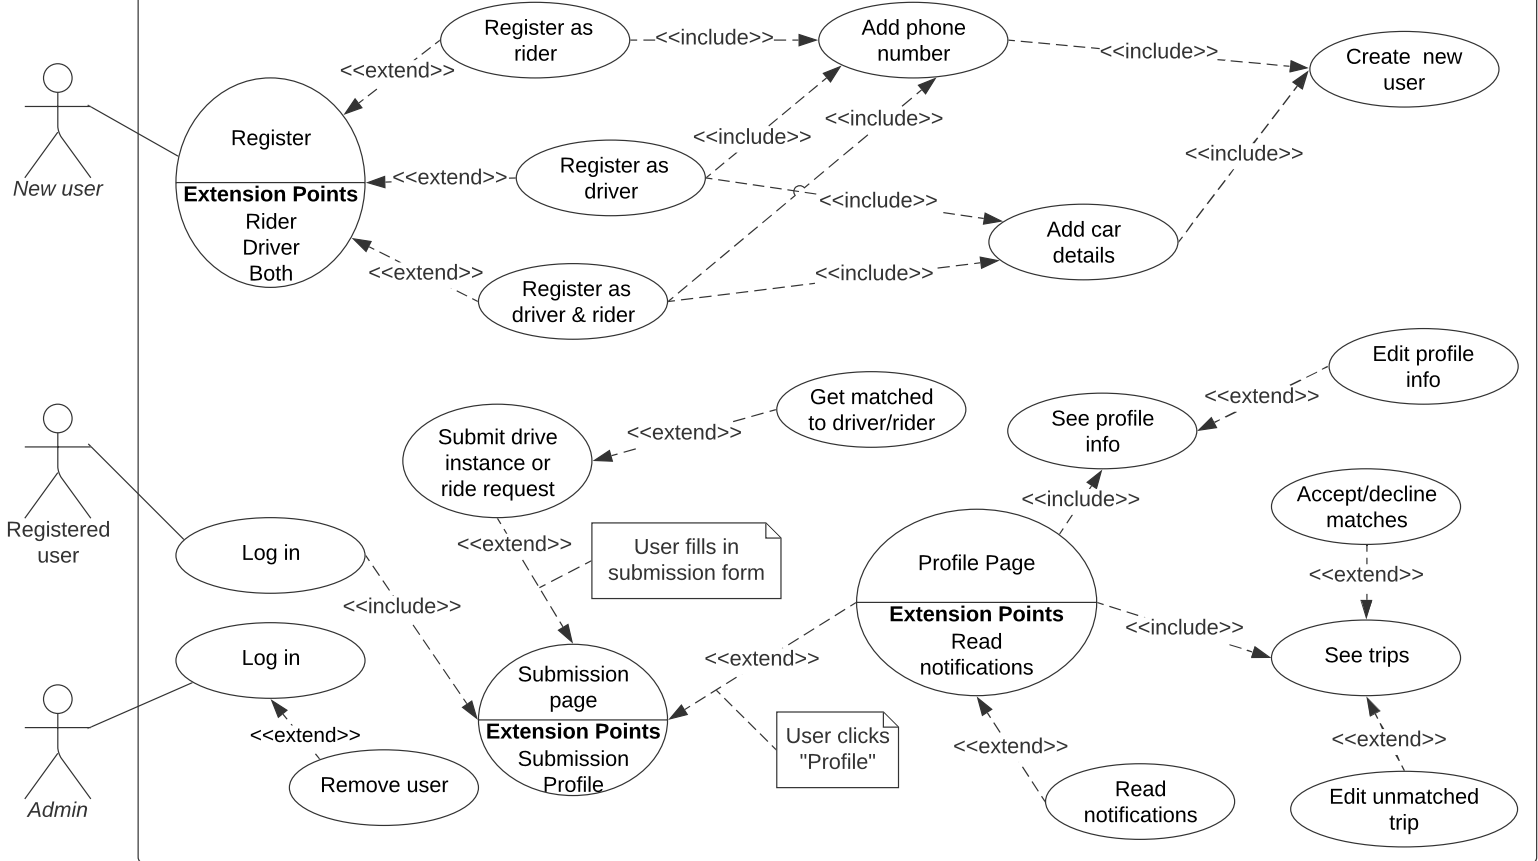 Register as
rider
<<include>>
Add phone
number
<<include>>
Create  new
user
<<extend>>
Register
Extension Points
Rider
Driver
Both
New user
<<extend>>
Register as
driver
<<include>>
<<include>>
<<include>>
<<include>>
Add car
details
<<extend>>
Register as
driver & rider
<<include>>
Registered
user
Log in
<<include>>
Submit drive
instance or
ride request
<<extend>>
Get matched
to driver/rider
<<extend>>
User fills in
submission form
See profile
info
<<extend>>
Edit profile
info
<<include>>
Profile Page
Extension Points
Read
notifications
Accept/decline
matches
<<extend>>
<<include>>
See trips
<<extend>>
Edit unmatched
trip
Admin
Log in
<<extend>>
Remove user
Submission
page
Extension Points
Submission
Profile
<<extend>>
User clicks
"Profile"
<<extend>>
Read
notifications